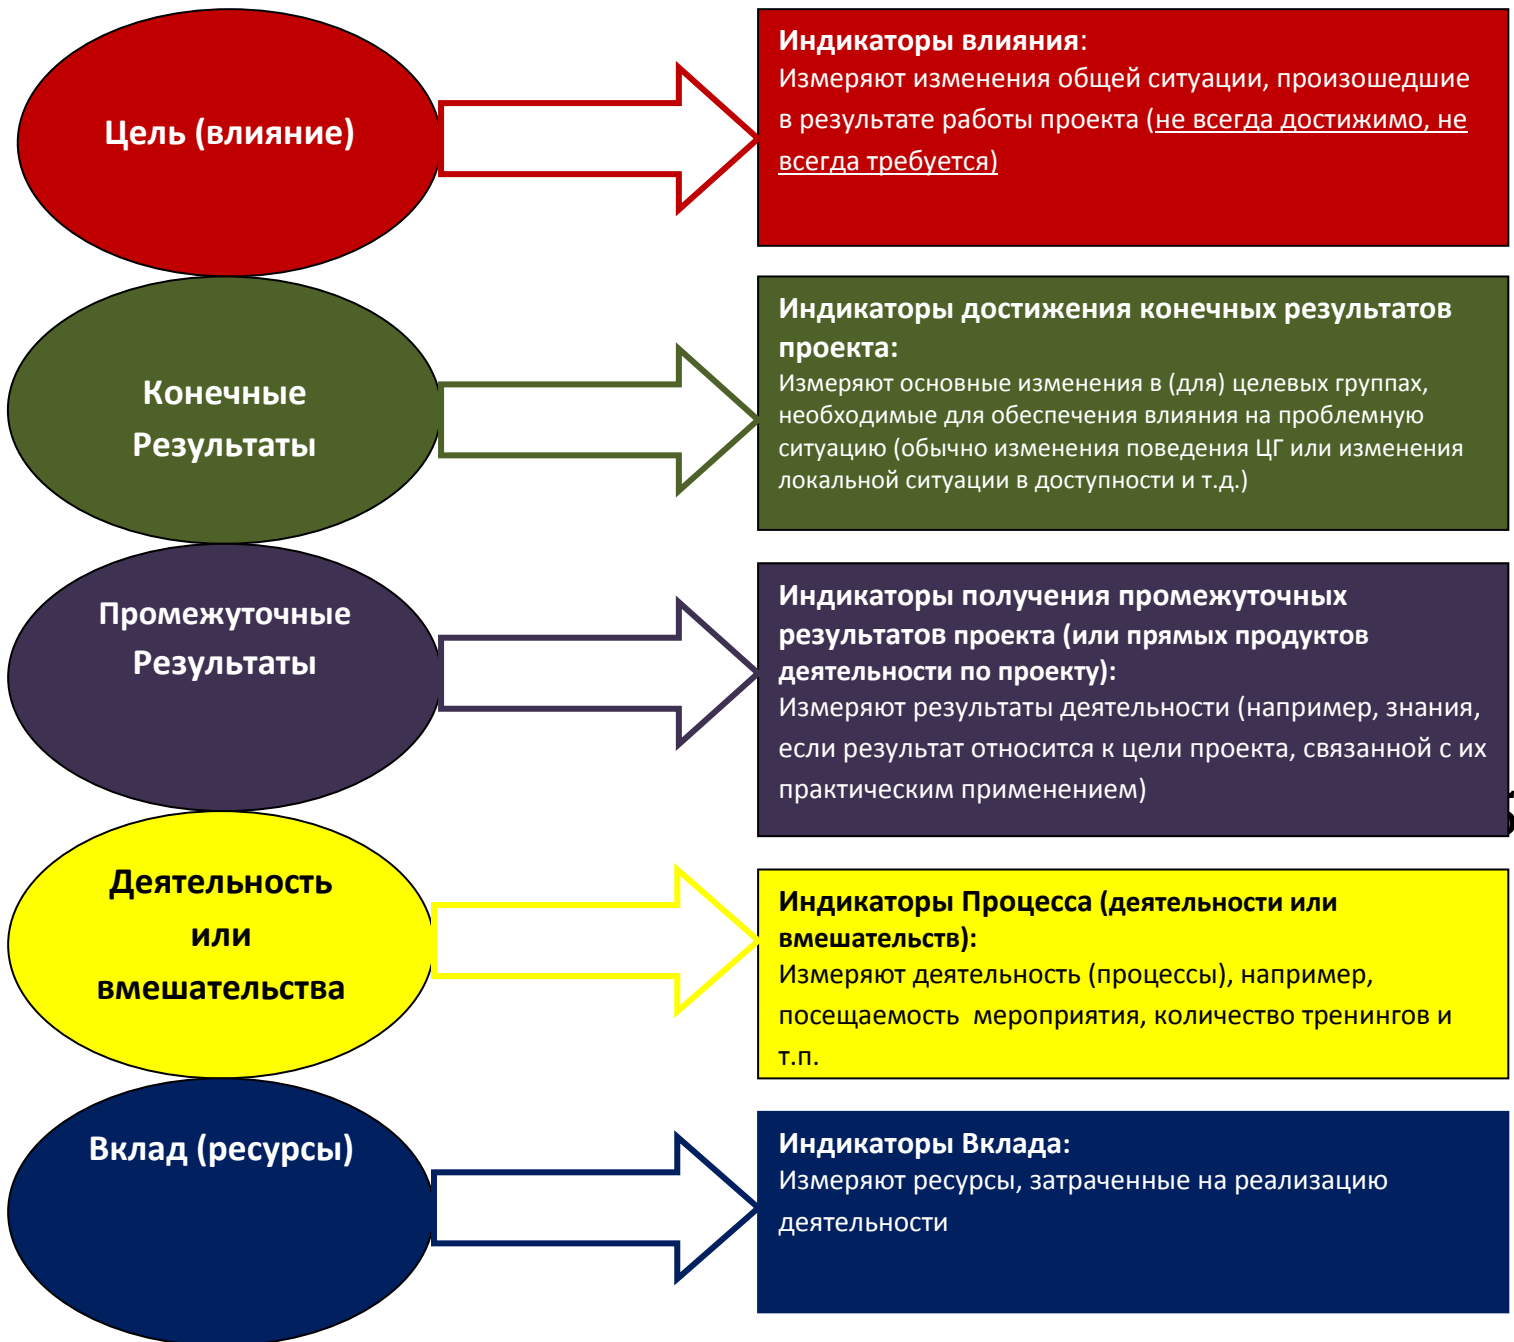 Цель (влияние)
Индикаторы влияния:
Измеряют изменения общей ситуации, произошедшие
в результате работы проекта (не всегда достижимо, не
всегда требуется)
Конечные
Результаты
Индикаторы достижения конечных результатов
проекта:
Измеряют основные изменения в (для) целевых группах,
необходимые для обеспечения влияния на проблемную
ситуацию (обычно изменения поведения ЦГ или изменения
локальной ситуации в доступности и т.д.)
Промежуточные
Результаты
Индикаторы получения промежуточных
результатов проекта (или прямых продуктов
деятельности по проекту):
Измеряют результаты деятельности (например, знания,
если результат относится к цели проекта, связанной с их
практическим применением)
Деятельность
или
вмешательства
Индикаторы Процесса (деятельности или
вмешательств):
Измеряют деятельность (процессы), например,
посещаемость  мероприятия, количество тренингов и
т.п.
Вклад (ресурсы)
Индикаторы Вклада:
Измеряют ресурсы, затраченные на реализацию
деятельности